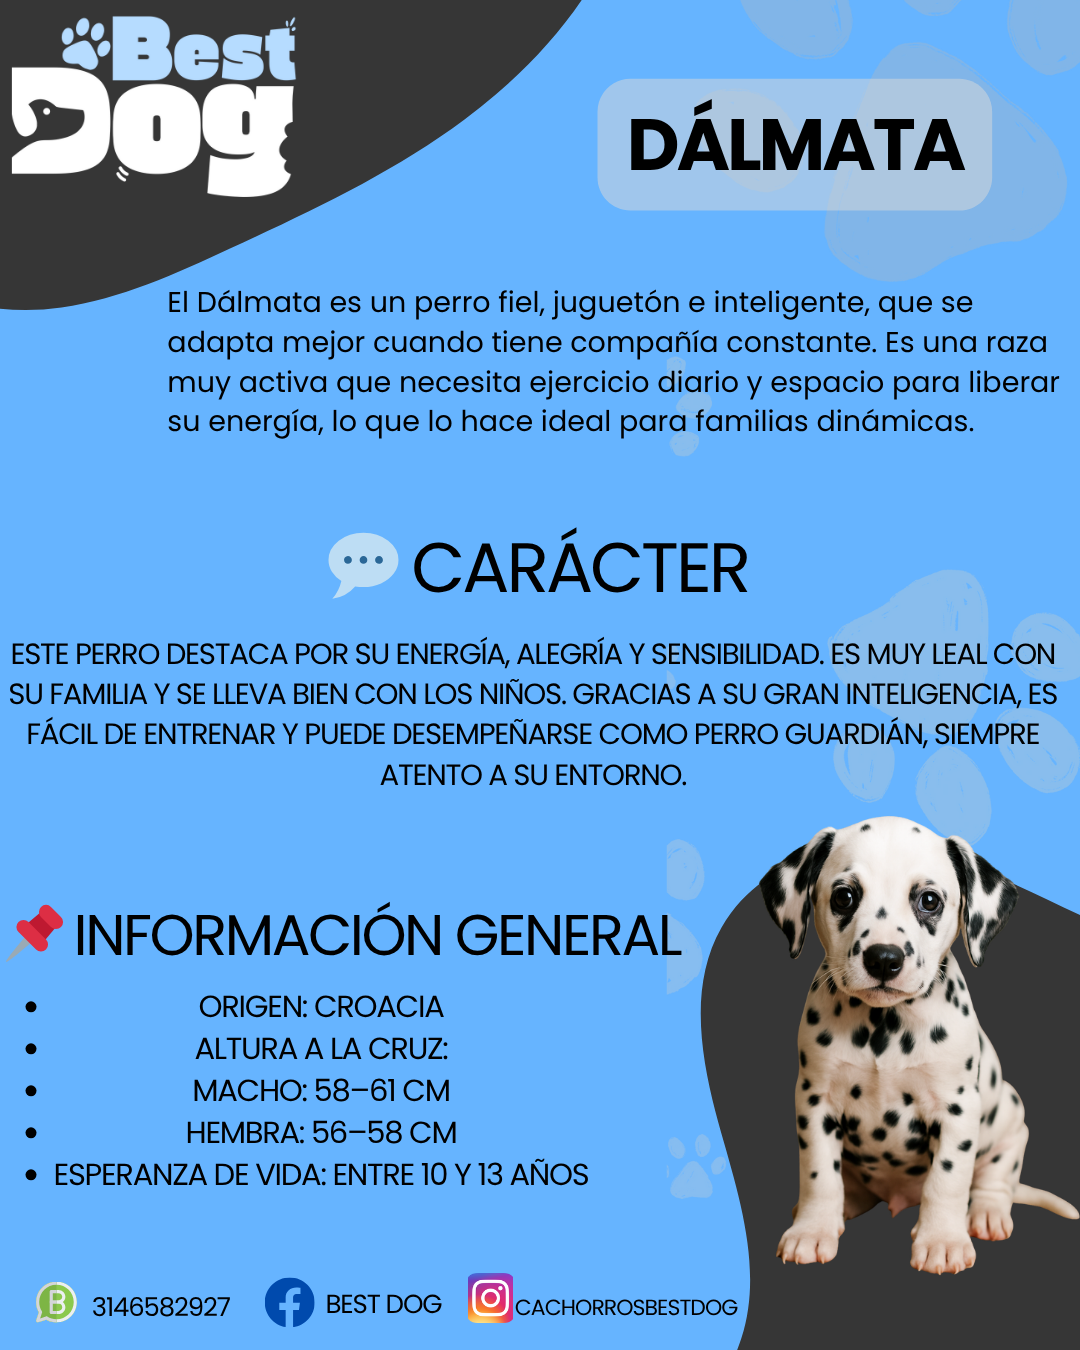 Best
Dog
DÁLMATA
El Dálmata es un perro fiel, juguetón e inteligente, que se
adapta mejor cuando tiene compañía constante. Es una raza
muy activa que necesita ejercicio diario y espacio para liberar
su energía, lo que lo hace ideal para familias dinámicas.
CARÁCTER
ESTE PERRO DESTACA POR SU ENERGÍA, ALEGRÍA Y SENSIBILIDAD. ES MUY LEAL CON
SU FAMILIA Y SE LLEVA BIEN CON LOS NIÑOS. GRACIAS A SU GRAN INTELIGENCIA, ES
FÁCIL DE ENTRENAR Y PUEDE DESEMPEÑARSE COMO PERRO GUARDIÁN, SIEMPRE
ATENTO A SU ENTORNO.
INFORMACIÓN GENERAL
• ORIGEN: CROACIA
• ALTURA A LA CRUZ:
• MACHO: 58–61 CM
• HEMBRA: 56–58 CM
• ESPERANZA DE VIDA: ENTRE 10 Y 13 AÑOS
B 3146582927 BEST DOG CACHORROSBESTDOG